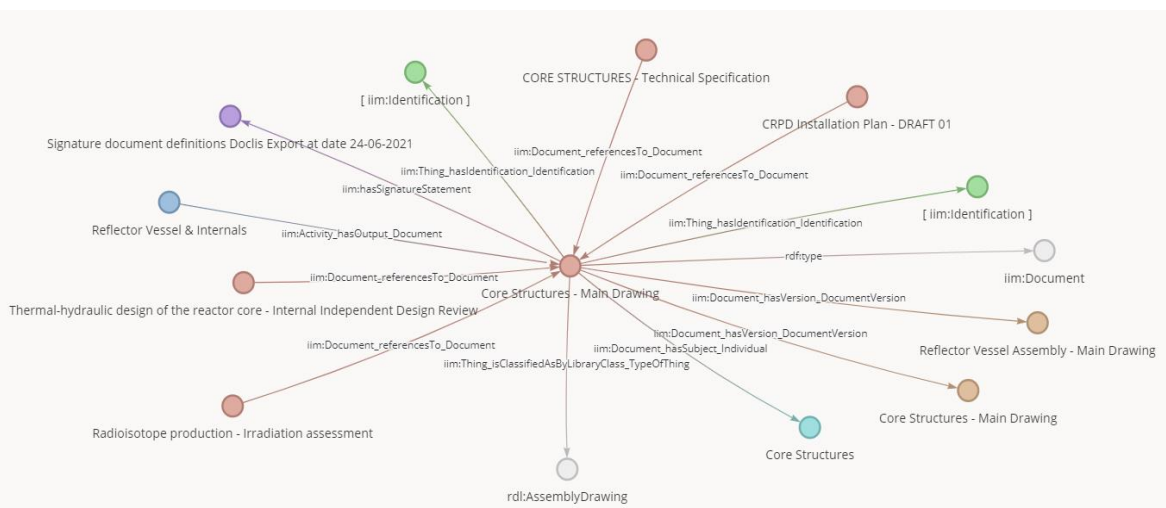 CORE STRUCTURES - Technical Specification
[ iim:Identification ]
CRPD Installation Plan - DRAFT 01
Signature document definitions Doclis Export at date 24-06-2021
iim:Document_referencesTo_Document
iim:Thing_hasIdentification_Identification
iim:Document_referencesTo_Document
iim:hasSignatureStatement
[ iim:Identification ]
iim:Thing_hasIdentification_Identification
Reflector Vessel & Internals
iim:Activity_hasOutput_Document
rdf:type
iim:Document
iim:Document_referencesTo_Document
Core Structures - Main Drawing
iim:Document_hasVersion_DocumentVersion
Thermal-hydraulic design of the reactor core - Internal Independent Design Review
iim:Document_hasVersion_DocumentVersion
iim:Document_referencesTo_Document
iim:Document_hasSubject_Individual
Reflector Vessel Assembly - Main Drawing
iim:Thing_isClassifiedAsByLibraryClass_TypeOfThing
Core Structures - Main Drawing
Radioisotope production - Irradiation assessment
Core Structures
rdl:AssemblyDrawing